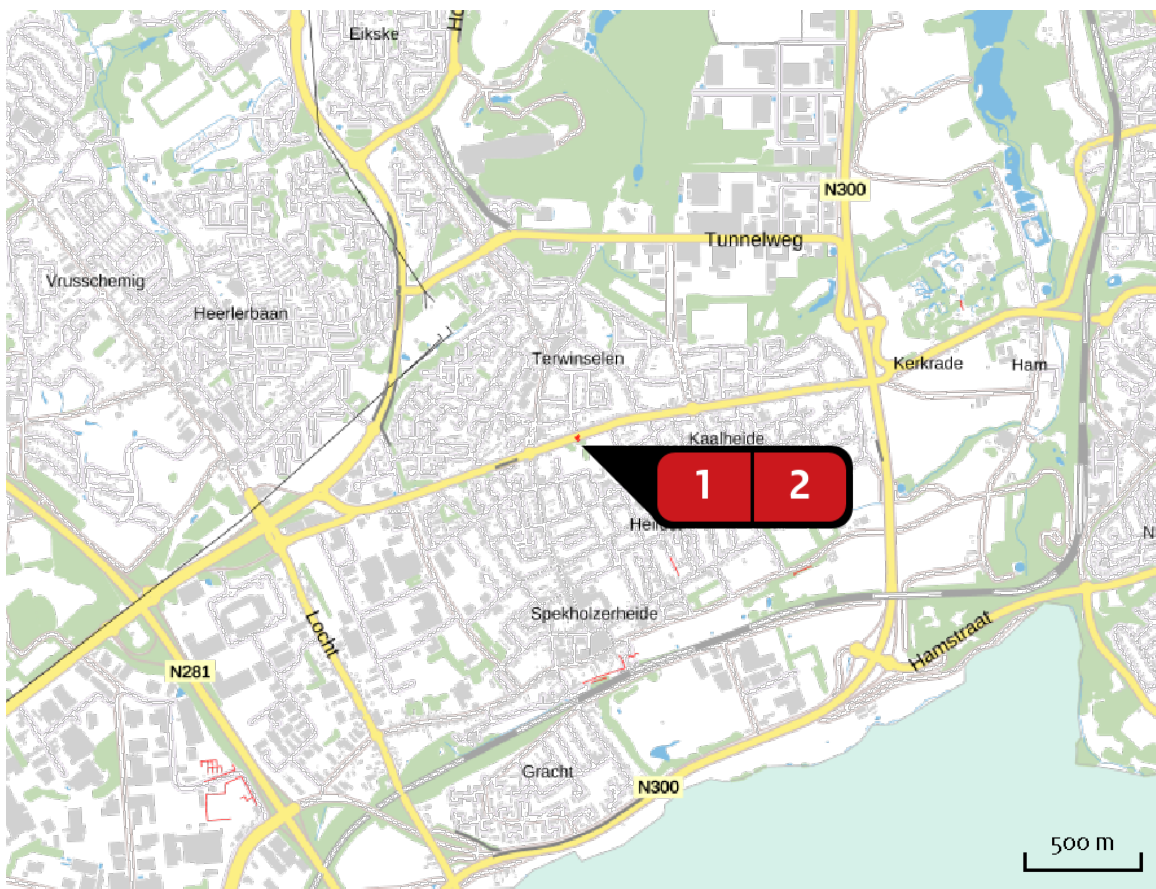 Eikske
N300
Tunnelweg
Vrusschemig
Heerlerbaan
Terwinselen
Kerkrade
Ham
Kaalheide
1 2
Spekholzerheide
Locht
Hamstraat
N281
Gracht
N300
500 m